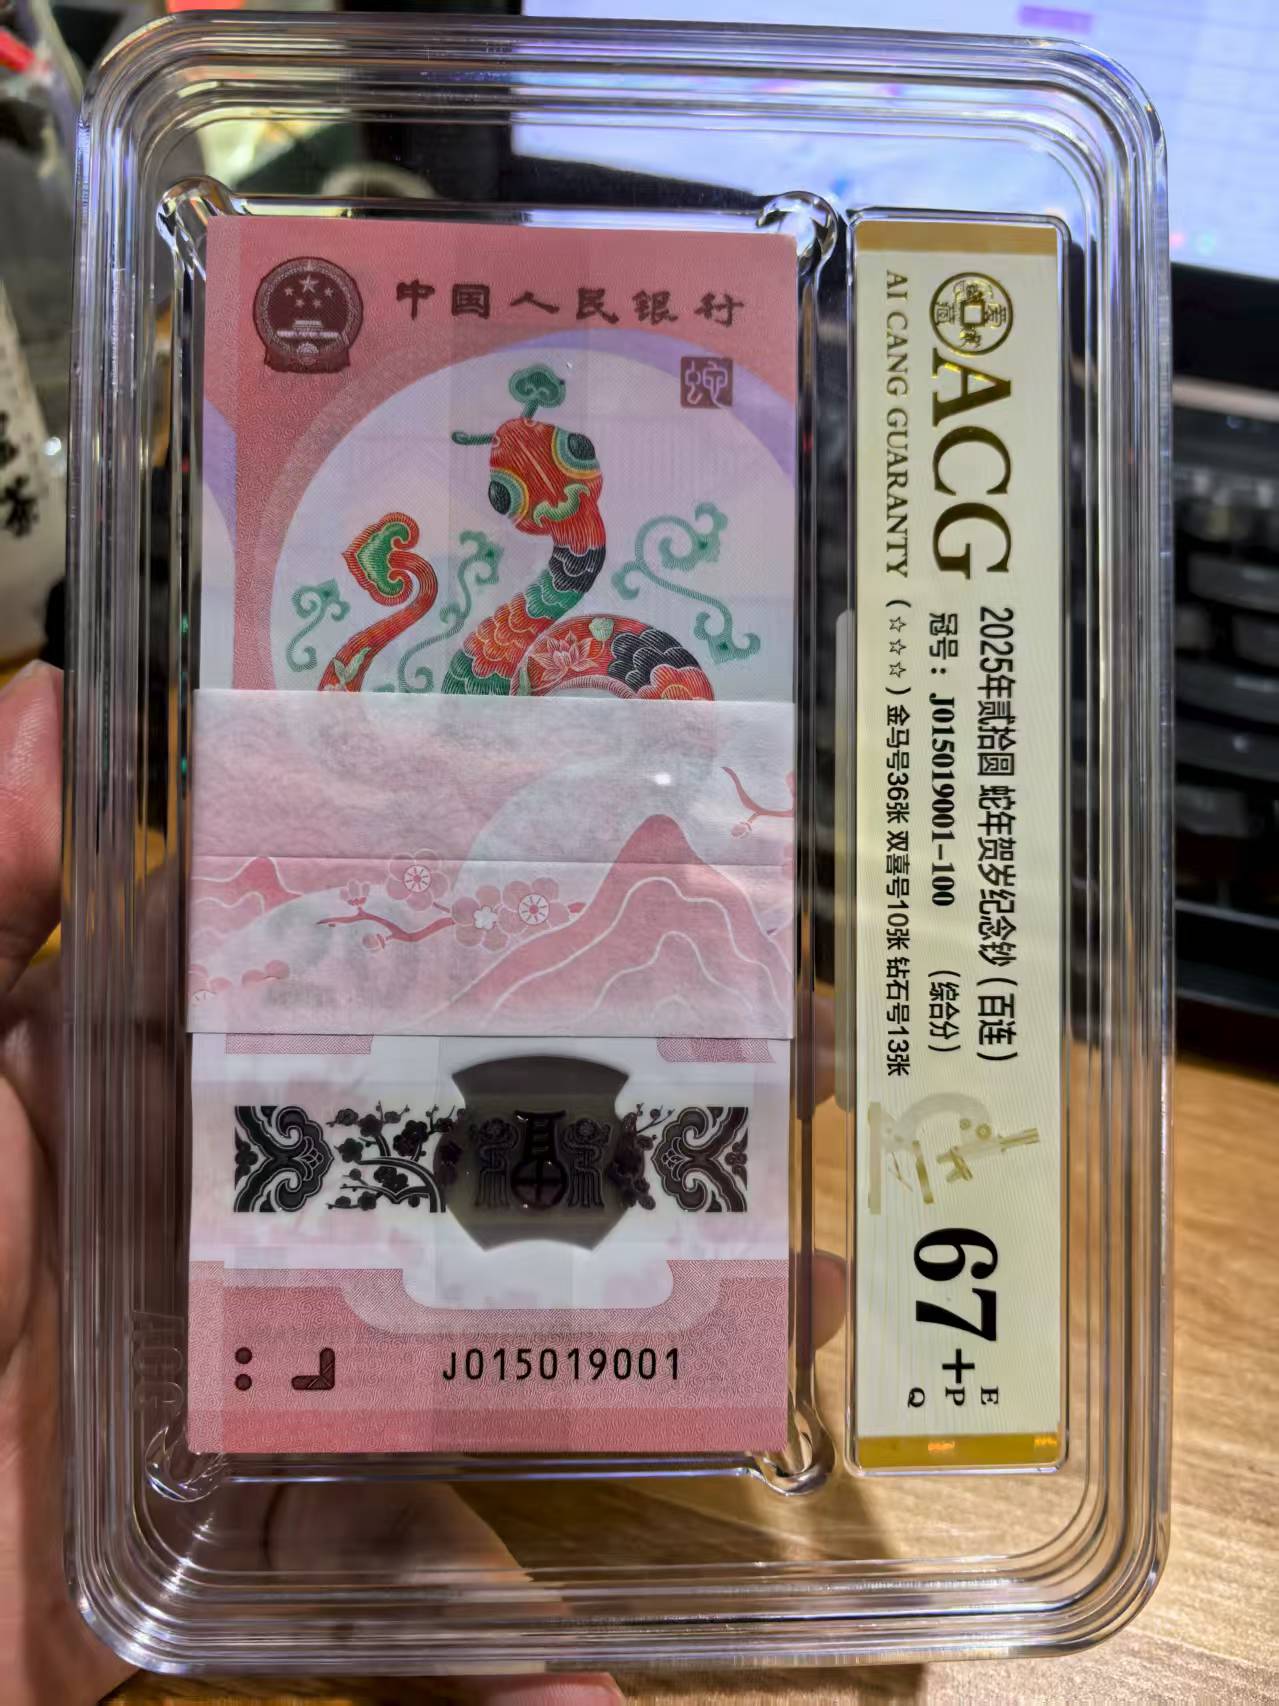 中国人民银行
蛇
J015019001
ACG
AI CANG GUARANTY
2025年贰拾圆 蛇年贺岁纪念钞（百连）
冠号：J015019001-100 （综合分）
（☆☆☆）金马号36张 双喜号10张 钻石号13张
67+
E
P
Q